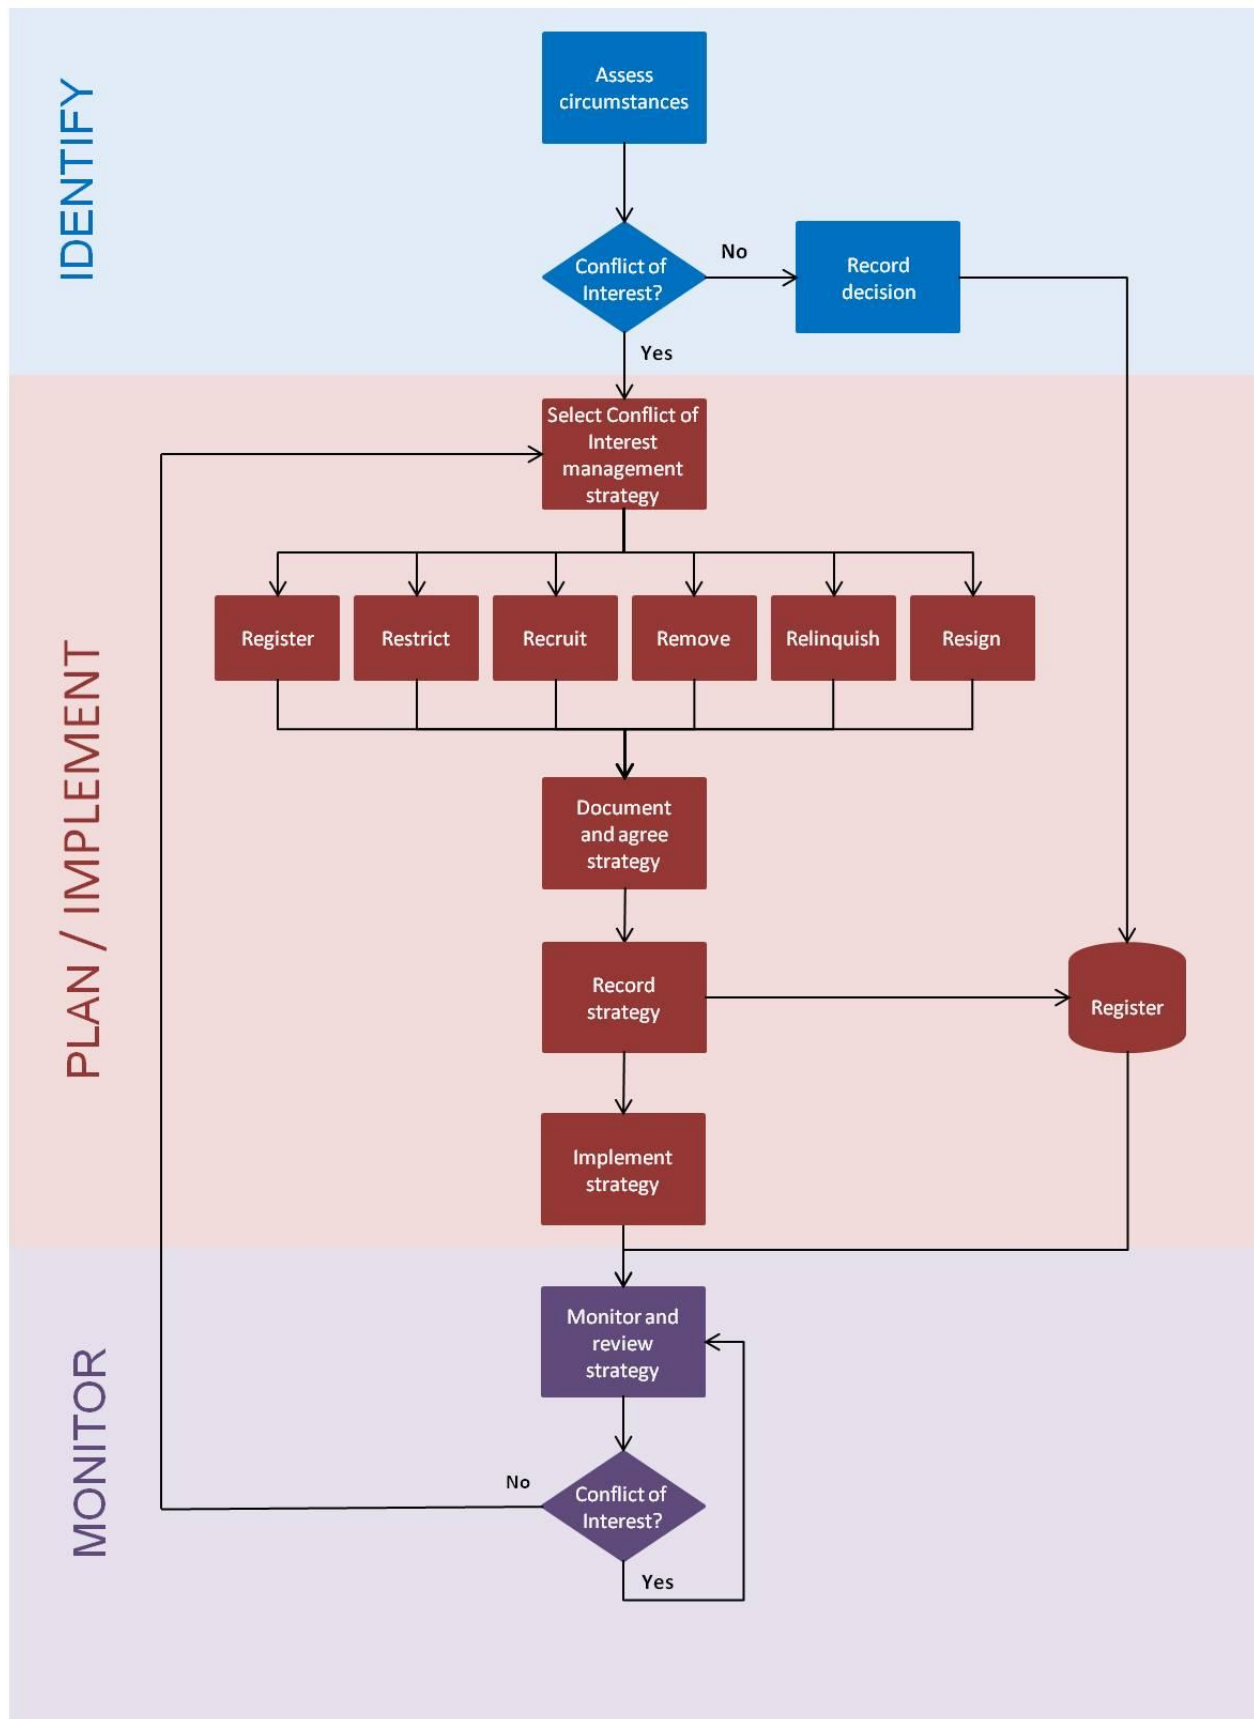 IDENTIFY
Assess
circumstances
Conflict of
Interest?
No
Record
decision
Yes
PLAN / IMPLEMENT
Select Conflict of
Interest
management
strategy
Register
Restrict
Recruit
Remove
Relinquish
Resign
Document
and agree
strategy
Record
strategy
Register
Implement
strategy
MONITOR
Monitor and
review
strategy
No
Conflict of
Interest?
Yes